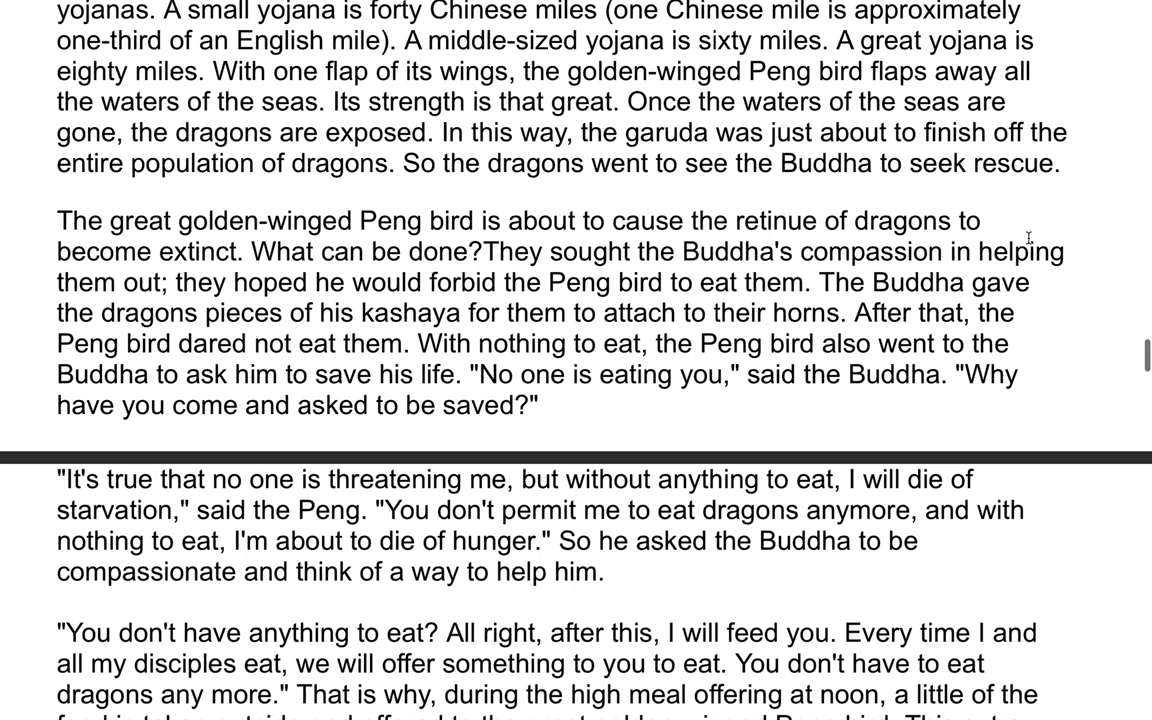 yojanas. A small yojana is forty Chinese miles (one Chinese mile is approximately
one-third of an English mile). A middle-sized yojana is sixty miles. A great yojana is
eighty miles. With one flap of its wings, the golden-winged Peng bird flaps away all
the waters of the seas. Its strength is that great. Once the waters of the seas are
gone, the dragons are exposed. In this way, the garuda was just about to finish off the
entire population of dragons. So the dragons went to see the Buddha to seek rescue.
The great golden-winged Peng bird is about to cause the retinue of dragons to
become extinct. What can be done?They sought the Buddha's compassion in helping
them out; they hoped he would forbid the Peng bird to eat them. The Buddha gave
the dragons pieces of his kashaya for them to attach to their horns. After that, the
Peng bird dared not eat them. With nothing to eat, the Peng bird also went to the
Buddha to ask him to save his life. "No one is eating you," said the Buddha. "Why
have you come and asked to be saved?"
"It's true that no one is threatening me, but without anything to eat, I will die of
starvation," said the Peng. "You don't permit me to eat dragons anymore, and with
nothing to eat, I'm about to die of hunger." So he asked the Buddha to be
compassionate and think of a way to help him.
"You don't have anything to eat? All right, after this, I will feed you. Every time I and
all my disciples eat, we will offer something to you to eat. You don't have to eat
dragons any more." That is why, during the high meal offering at noon, a little of the